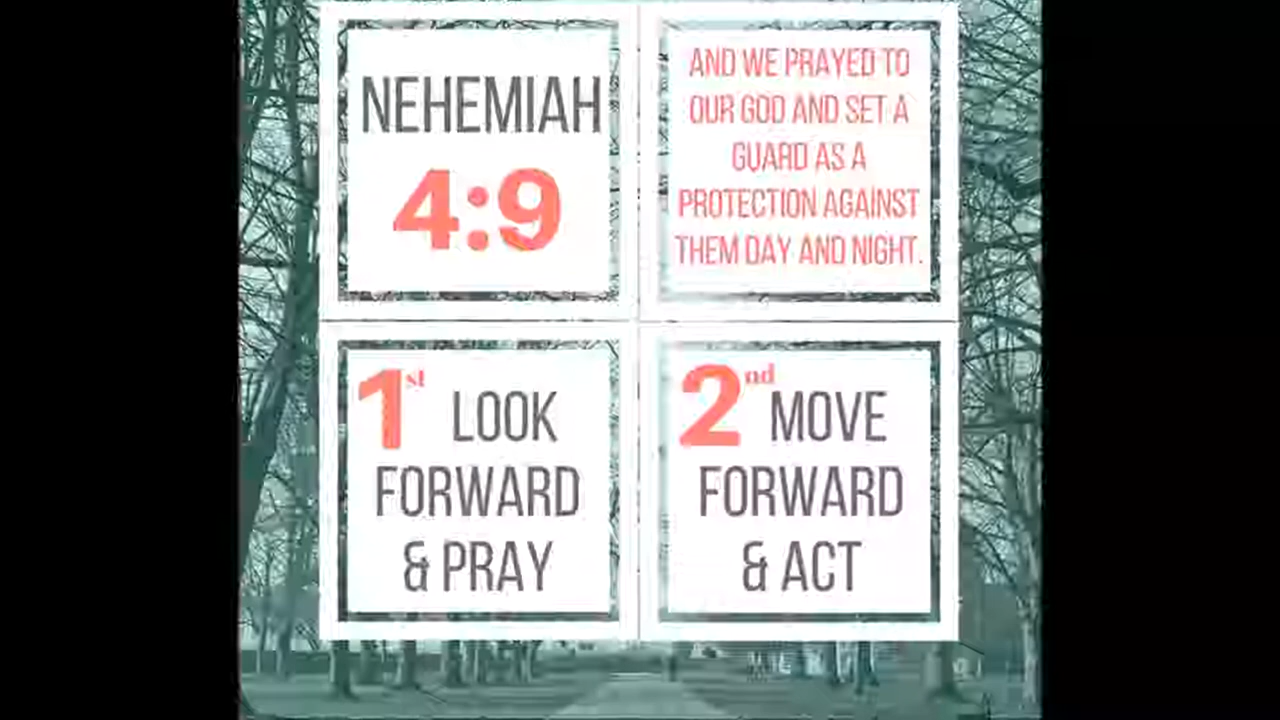 NEHEMIAH
4:9
AND WE PRAYED TO
OUR GOD AND SET A
GUARD AS A
PROTECTION AGAINST
THEM DAY AND NIGHT.
1st LOOK
FORWARD
& PRAY
2nd MOVE
FORWARD
& ACT